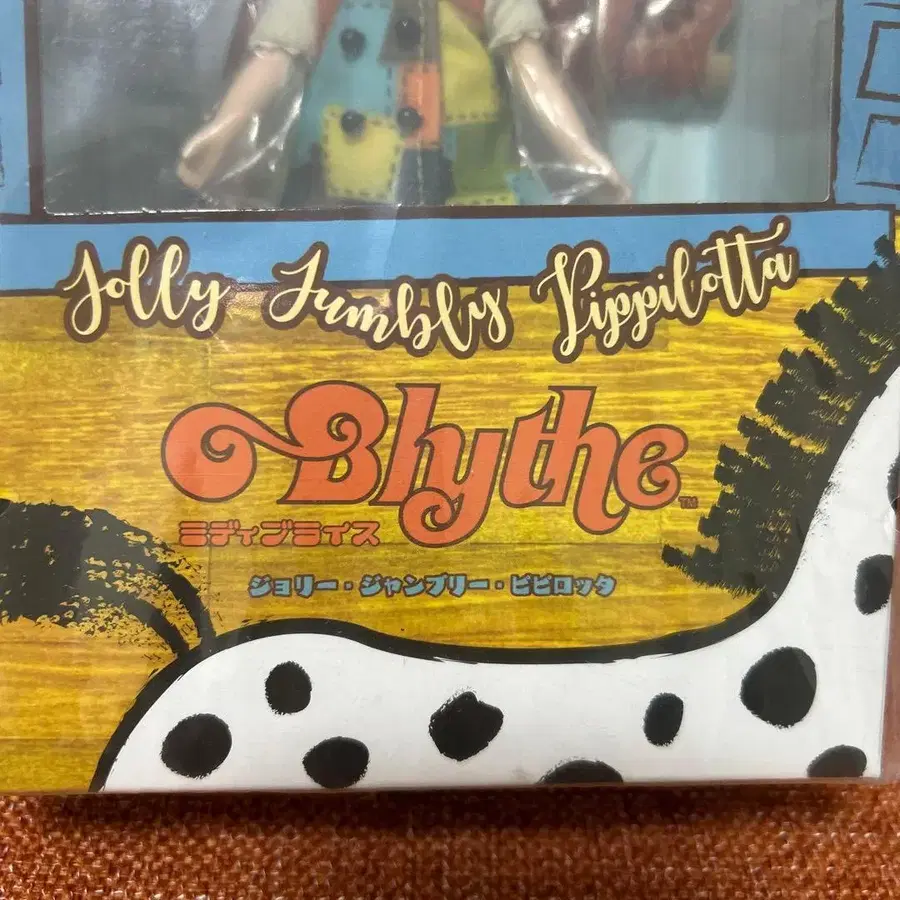 Jolly Jumbly Pippilotta
Blythe™
ミディブライス
ジョリー・ジャンブリー・ピピロッタ